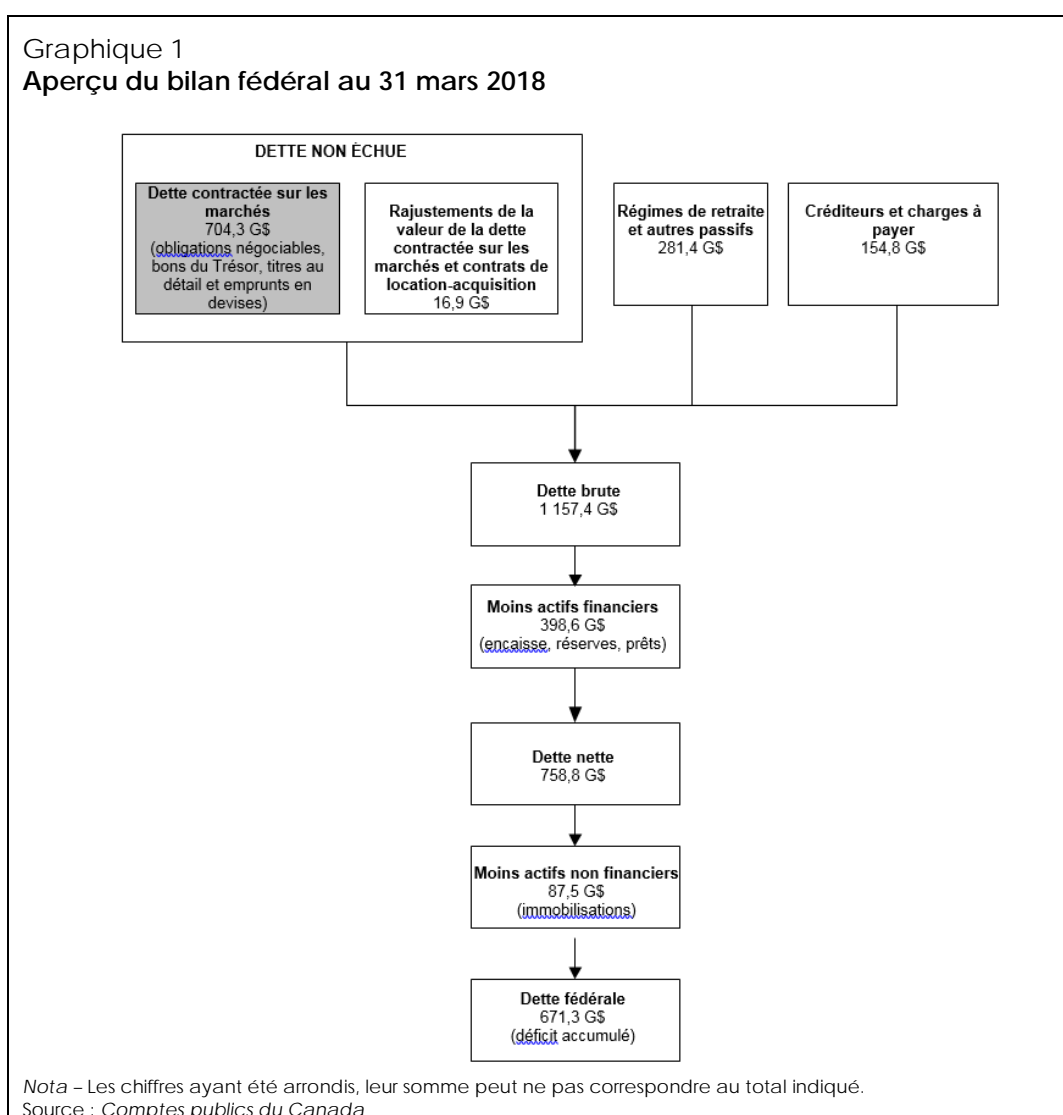 Graphique 1
Aperçu du bilan fédéral au 31 mars 2018
DETTE NON ÉCHUE
Dette contractée sur les
marchés
704,3 G$
(obligations négociables,
bons du Trésor, titres au
détail et emprunts en
devises)
Rajustements de la
valeur de la dette
contractée sur les
marchés et contrats de
location-acquisition
16,9 G$
Régimes de retraite
et autres passifs
281,4 G$
Créditeurs et charges à
payer
154,8 G$
Dette brute
1 157,4 G$
Moins actifs financiers
398,6 G$
(encaisse, réserves, prêts)
Dette nette
758,8 G$
Moins actifs non financiers
87,5 G$
(immobilisations)
Dette fédérale
671,3 G$
(déficit accumulé)
Nota – Les chiffres ayant été arrondis, leur somme peut ne pas correspondre au total indiqué.
Source : Comptes publics du Canada